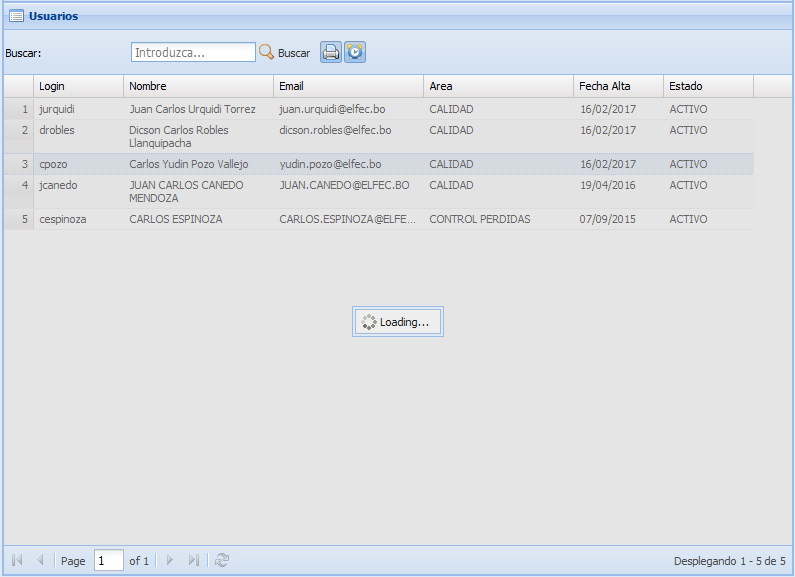 Usuarios
Buscar: Introduzca... Buscar
Login Nombre Email Area Fecha Alta Estado
1 jurquidi Juan Carlos Urquidi Torrez juan.urquidi@elfec.bo CALIDAD 16/02/2017 ACTIVO
2 drobles Dicson Carlos Robles dicson.robles@elfec.bo CALIDAD 16/02/2017 ACTIVO
Llanquipacha
3 cpozo Carlos Yudin Pozo Vallejo yudin.pozo@elfec.bo CALIDAD 16/02/2017 ACTIVO
4 jcanedo JUAN CARLOS CANEDO JUAN.CANEDO@ELFEC.BO CALIDAD 19/04/2016 ACTIVO
MENDOZA
5 cespinoza CARLOS ESPINOZA CARLOS.ESPINOZA@ELFE... CONTROL PERDIDAS 07/09/2015 ACTIVO
Loading...
Page 1 of 1 Desplegando 1 - 5 de 5